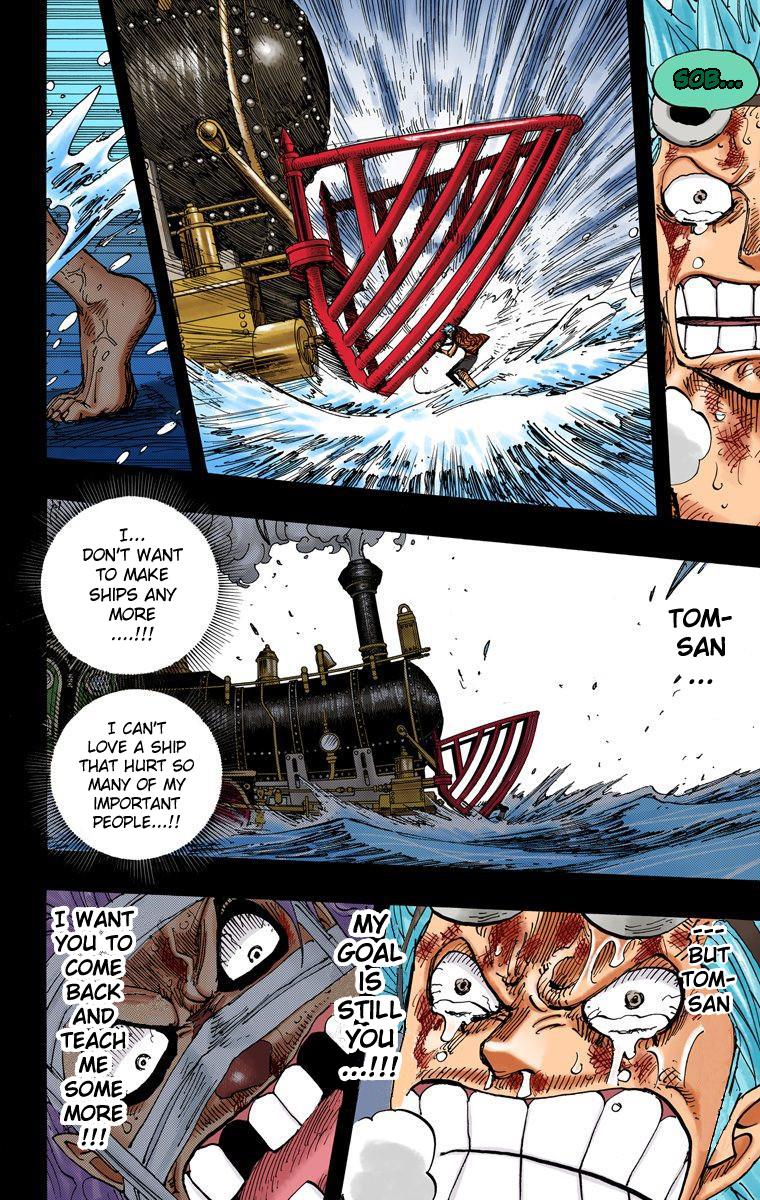 SOB...
TOM-
SAN
...
I...
DON'T WANT
TO MAKE
SHIPS ANY
MORE
....!!!
I CAN'T
LOVE A SHIP
THAT HURT SO
MANY OF MY
IMPORTANT
PEOPLE...!!
---
BUT
TOM-
SAN
MY
GOAL
IS
STILL
YOU
...!!!
I WANT
YOU TO
COME
BACK
AND
TEACH
ME
SOME
MORE
!!!